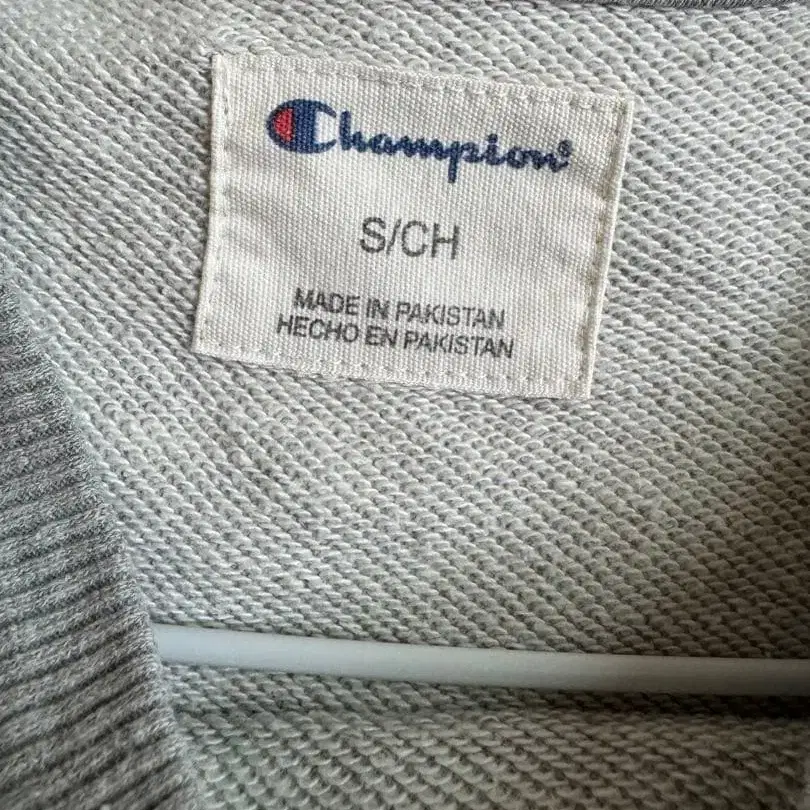 Champion®
S/CH
MADE IN PAKISTAN
HECHO EN PAKISTAN